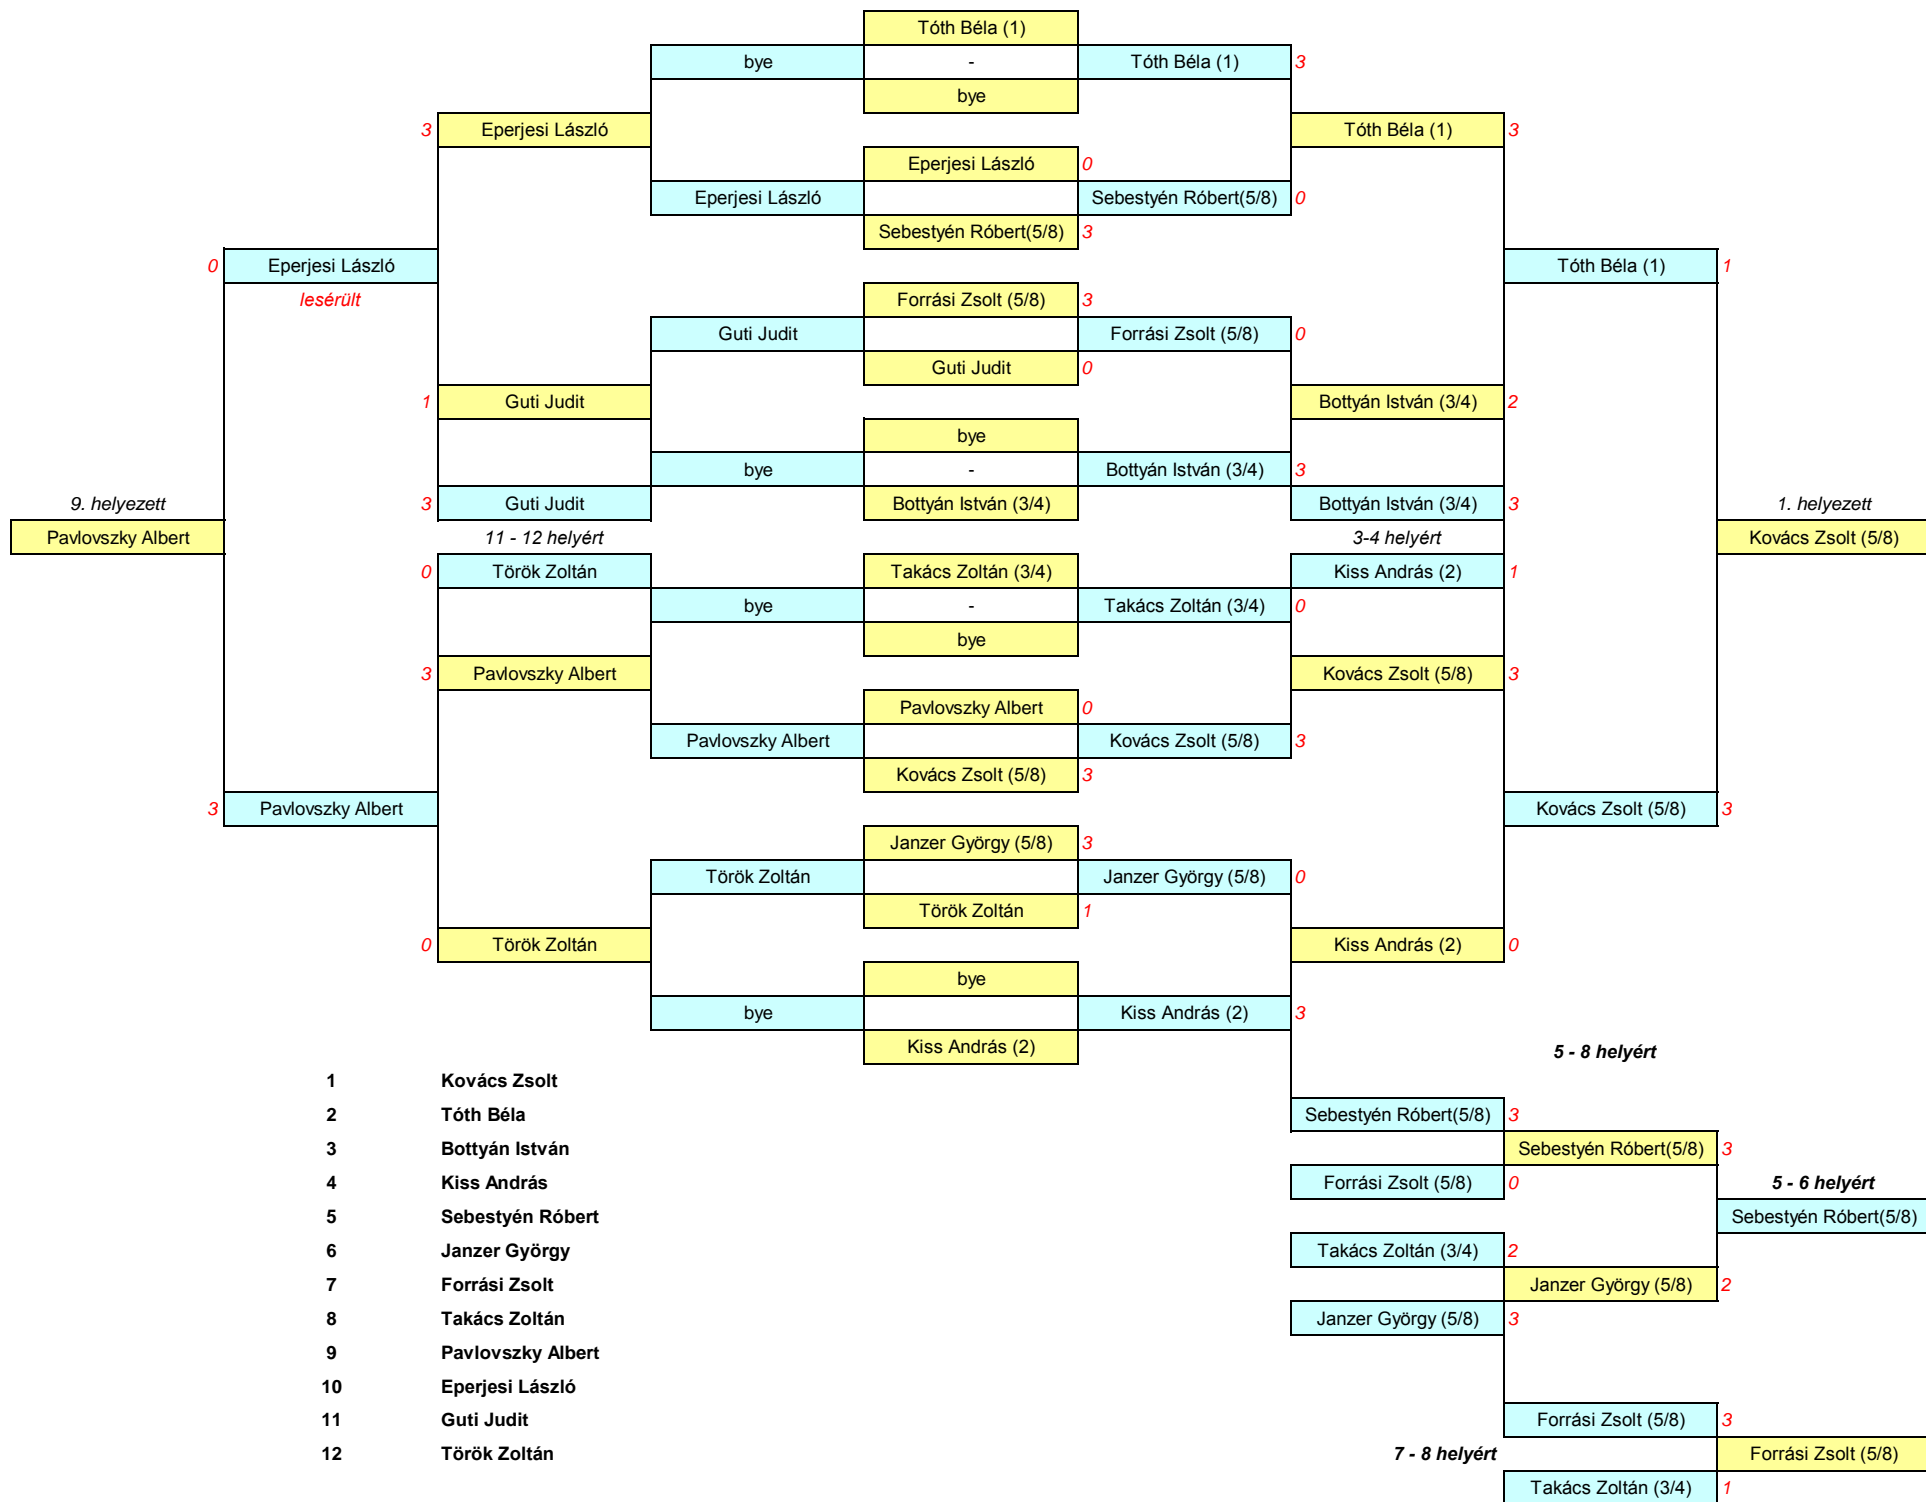 Tóth Béla (1)
bye - Tóth Béla (1) 3
bye
3 Eperjesi László Tóth Béla (1) 3
Eperjesi László 0
Eperjesi László Sebestyén Róbert(5/8) 0
Sebestyén Róbert(5/8) 3
0 Eperjesi László Tóth Béla (1) 1
lesérült Forrási Zsolt (5/8) 3
Guti Judit Forrási Zsolt (5/8) 0
Guti Judit 0
1 Guti Judit Bottyán István (3/4) 2
bye
bye - Bottyán István (3/4) 3
9. helyezett 3 Guti Judit Bottyán István (3/4) Bottyán István (3/4) 3 1. helyezett
Pavlovszky Albert 11 - 12 helyért 3-4 helyért Kovács Zsolt (5/8)
0 Török Zoltán Takács Zoltán (3/4) Kiss András (2) 1
bye - Takács Zoltán (3/4) 0
bye
3 Pavlovszky Albert Kovács Zsolt (5/8) 3
Pavlovszky Albert 0
Pavlovszky Albert Kovács Zsolt (5/8) 3
Kovács Zsolt (5/8) 3
3 Pavlovszky Albert Kovács Zsolt (5/8) 3
Janzer György (5/8) 3
Török Zoltán Janzer György (5/8) 0
Török Zoltán 1
0 Török Zoltán Kiss András (2) 0
bye
bye Kiss András (2) 3
Kiss András (2) 5 - 8 helyért
1 Kovács Zsolt
2 Tóth Béla Sebestyén Róbert(5/8) 3
3 Bottyán István Sebestyén Róbert(5/8) 3
4 Kiss András Forrási Zsolt (5/8) 0 5 - 6 helyért
5 Sebestyén Róbert Sebestyén Róbert(5/8)
6 Janzer György Takács Zoltán (3/4) 2
7 Forrási Zsolt Janzer György (5/8) 2
8 Takács Zoltán Janzer György (5/8) 3
9 Pavlovszky Albert
10 Eperjesi László
11 Guti Judit Forrási Zsolt (5/8) 3
12 Török Zoltán 7 - 8 helyért Forrási Zsolt (5/8)
Takács Zoltán (3/4) 1